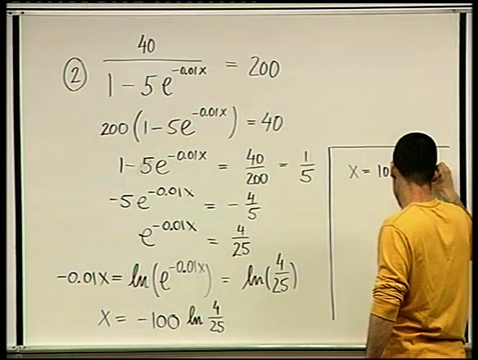 ② 40 / (1 - 5e^(-0.01x)) = 200
200(1-5e^(-0.01x)) = 40
1-5e^(-0.01x) = 40/200 = 1/5
-5e^(-0.01x) = -4/5
e^(-0.01x) = 4/25
-0.01x = ln(e^(-0.01x)) = ln(4/25)
x = -100 ln 4/25
x = 10